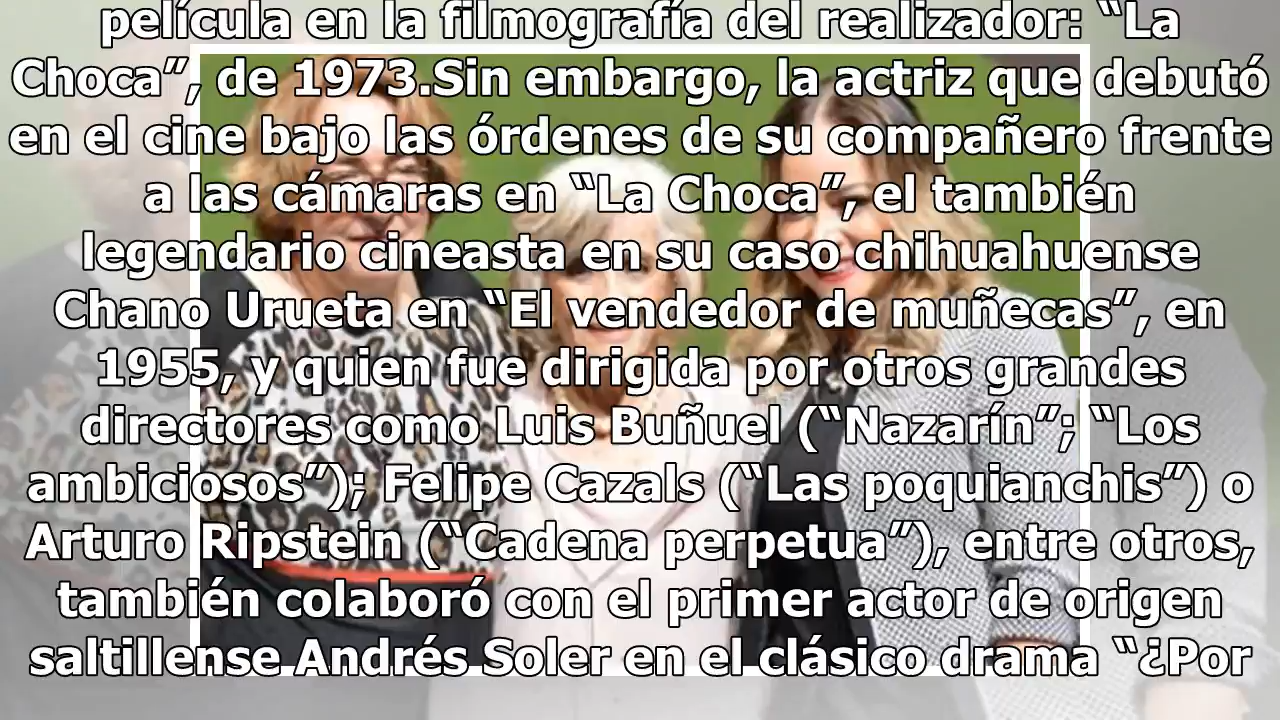 película en la filmografía del realizador: “La
Choca”, de 1973.Sin embargo, la actriz que debutó
en el cine bajo las órdenes de su compañero frente
a las cámaras en “La Choca”, el también
legendario cineasta en su caso chihuahuense
Chano Urueta en “El vendedor de muñecas”, en
1955, y quien fue dirigida por otros grandes
directores como Luis Buñuel (“Nazarín”; “Los
ambiciosos”); Felipe Cazals (“Las poquianchis”) o
Arturo Ripstein (“Cadena perpetua”), entre otros,
también colaboró con el primer actor de origen
saltillense Andrés Soler en el clásico drama “¿Por